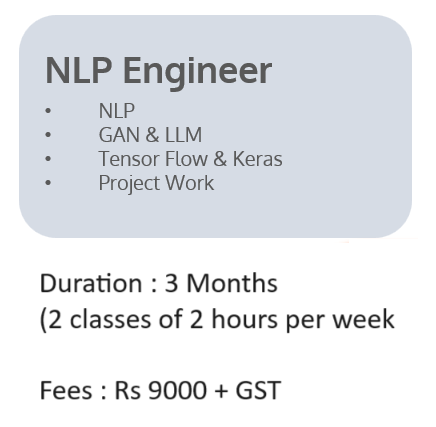 NLP Engineer
• NLP
• GAN & LLM
• Tensor Flow & Keras
• Project Work
Duration : 3 Months
(2 classes of 2 hours per week
Fees : Rs 9000 + GST